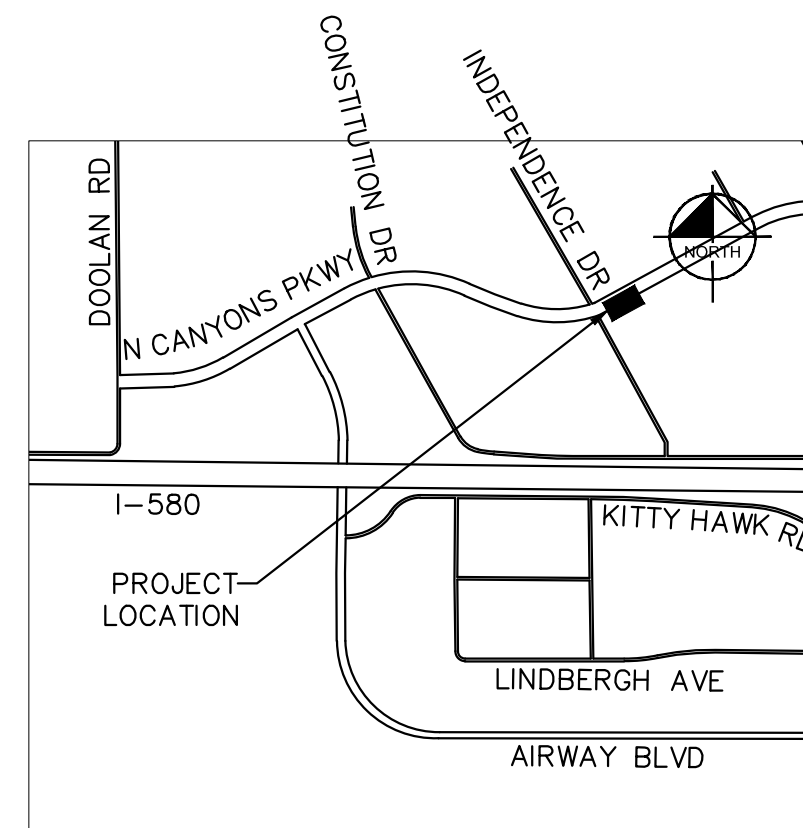 CONSTITUTION DR
INDEPENDENCE DR
DOOLAN RD
N CANYONS PKWY
NORTH
I-580
KITTY HAWK RD
PROJECT
LOCATION
LINDBERGH AVE
AIRWAY BLVD